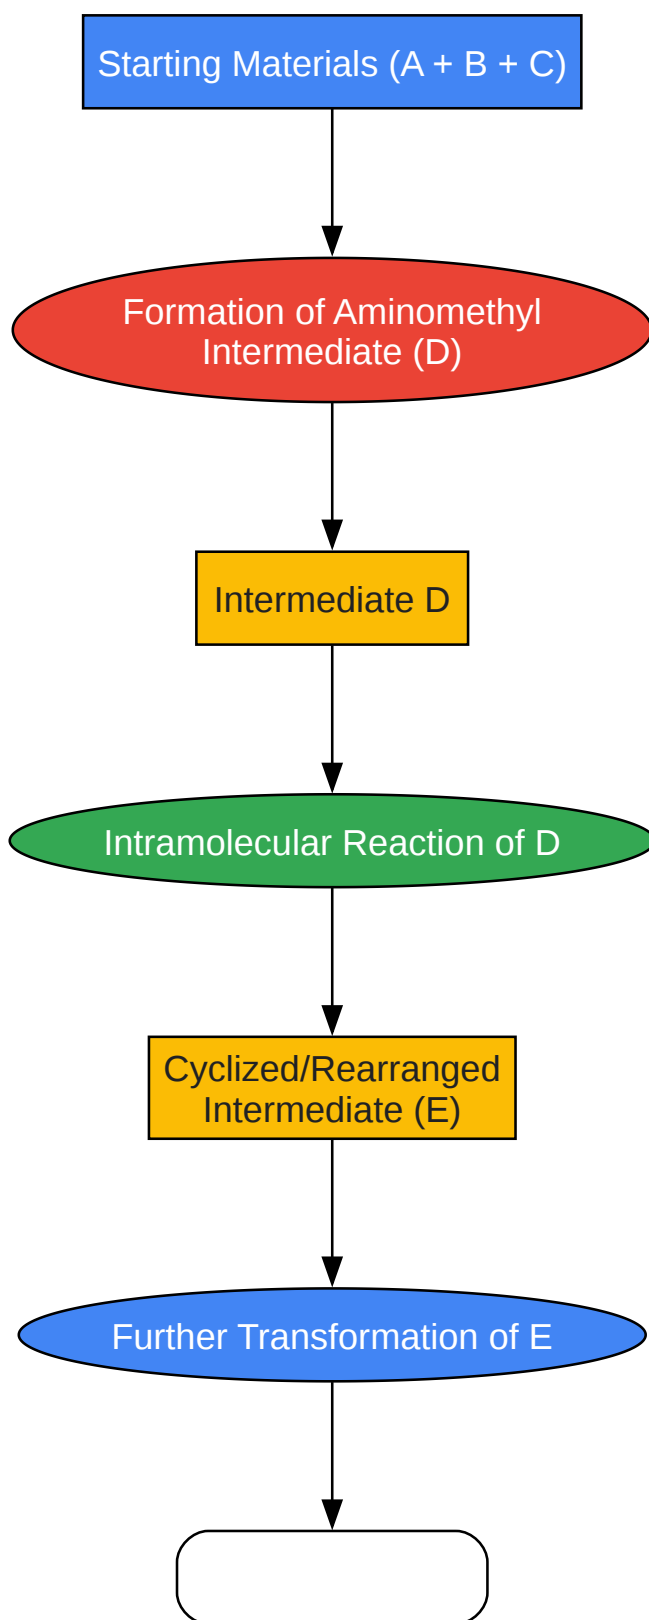 Starting Materials (A + B + C)
Formation of Aminomethyl
Intermediate (D)
Intermediate D
Intramolecular Reaction of D
Cyclized/Rearranged
Intermediate (E)
Further Transformation of E